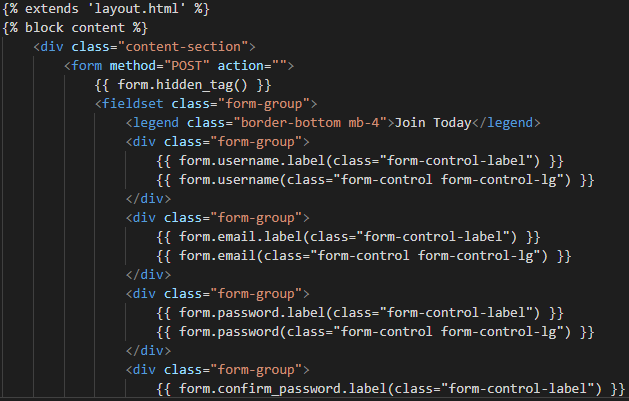 {% extends 'layout.html' %}
{% block content %}
<div class="content-section">
<form method="POST" action="">
{{ form.hidden_tag() }}
<fieldset class="form-group">
<legend class="border-bottom mb-4">Join Today</legend>
<div class="form-group">
{{ form.username.label(class="form-control-label") }}
{{ form.username(class="form-control form-control-lg") }}
</div>
<div class="form-group">
{{ form.email.label(class="form-control-label") }}
{{ form.email(class="form-control form-control-lg") }}
</div>
<div class="form-group">
{{ form.password.label(class="form-control-label") }}
{{ form.password(class="form-control form-control-lg") }}
</div>
<div class="form-group">
{{ form.confirm_password.label(class="form-control-label") }}